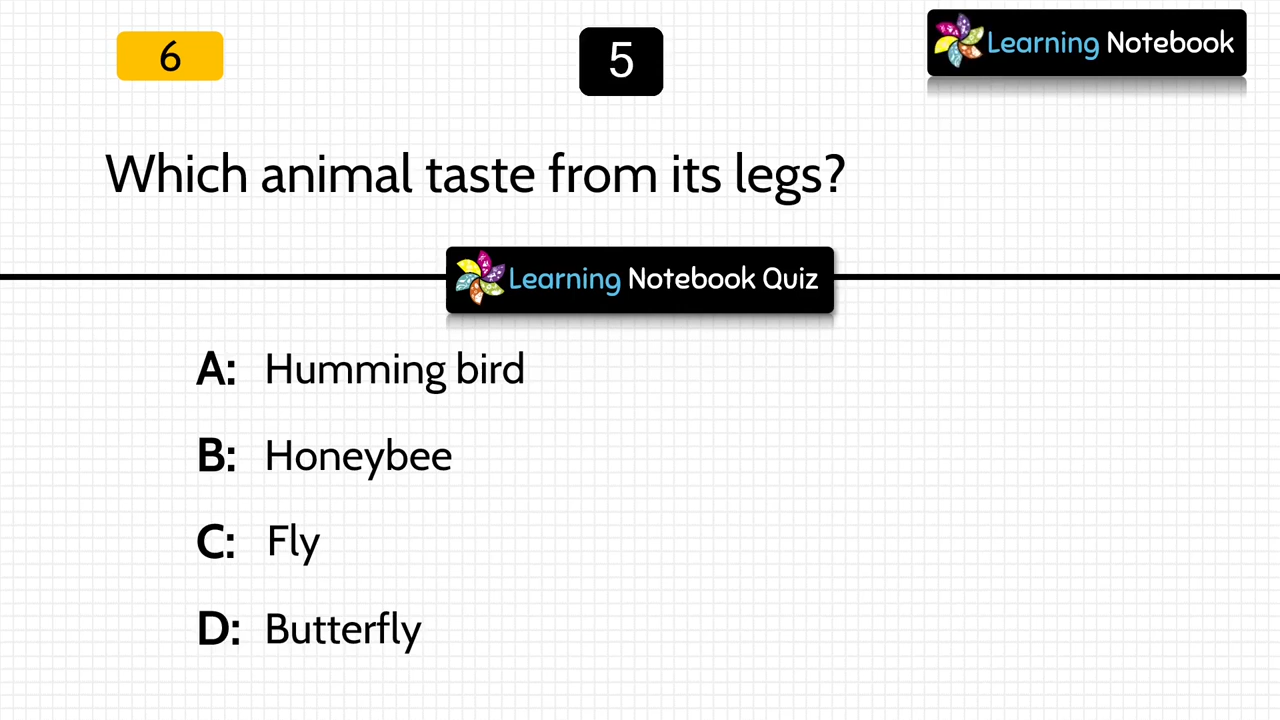 6
5
Learning Notebook
Which animal taste from its legs?
Learning Notebook Quiz
A: Humming bird
B: Honeybee
C: Fly
D: Butterfly